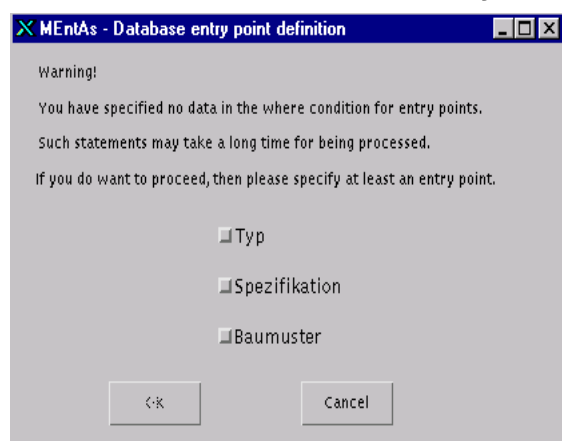 MEntAs - Database entry point definition
Warning!
You have specified no data in the where condition for entry points.
Such statements may take a long time for being processed.
If you do want to proceed, then please specify at least an entry point.
Typ
Spezifikation
Baumuster
Cancel